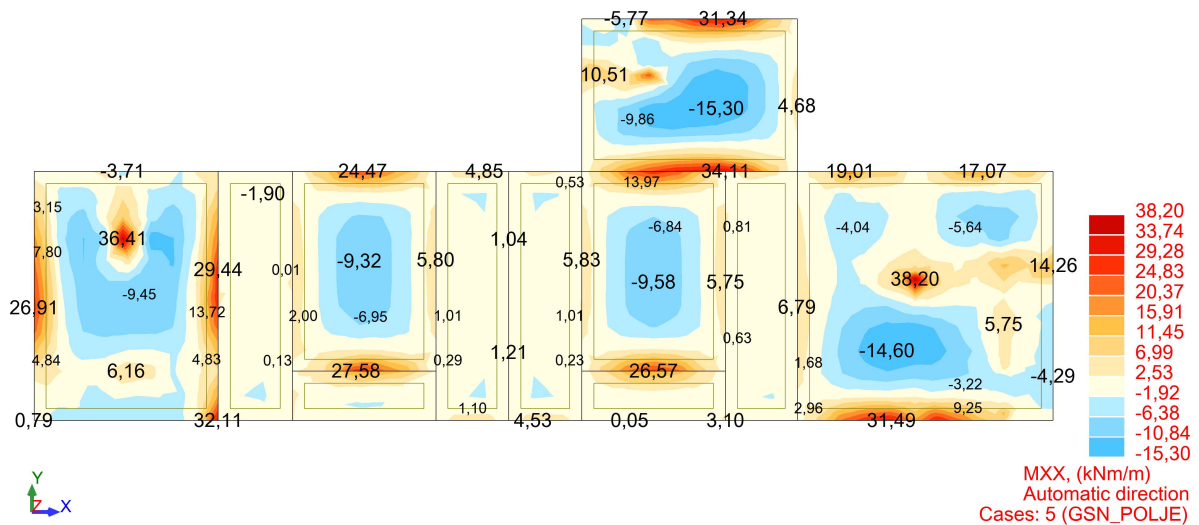 -5,77 31,34
10,51
-15,30 4,68
-9,86
-3,71 24,47 4,85 34,11 19,01 17,07
0,53 13,97
-1,90
3,15 -6,84 0,81 -4,04 -5,64
36,41 1,04
7,80
29,44 0,01 -9,32 5,80 5,83 -9,58 5,75 38,20 14,26
-9,45
26,91 13,72 2,00 -6,95 1,01 1,01 6,79 5,75
0,63
4,84 4,83 0,13 0,29 1,21 0,23 1,68 -14,60
6,16 27,58 26,57 -3,22 -4,29
1,10 2,96 9,25
0,79 32,11 4,53 0,05 3,10 31,49
38,20
33,74
29,28
24,83
20,37
15,91
11,45
6,99
2,53
-1,92
-6,38
-10,84
-15,30
MXX, (kNm/m)
Automatic direction
Cases: 5 (GSN_POLJE)
Y
Z X